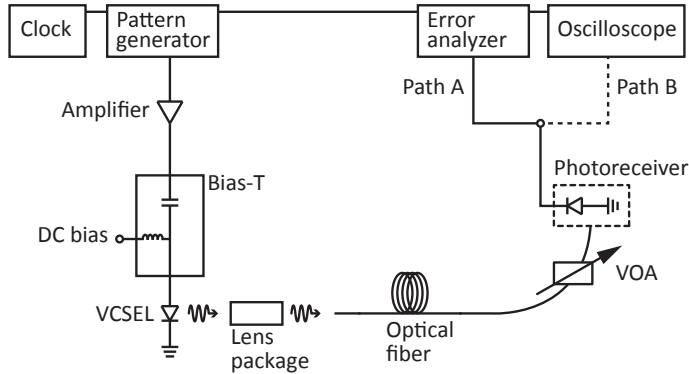 Clock
Pattern
generator
Error
analyzer
Oscilloscope
Path A
Path B
Amplifier
Photoreceiver
Bias-T
DC bias
VOA
VCSEL
Lens
package
Optical
fiber